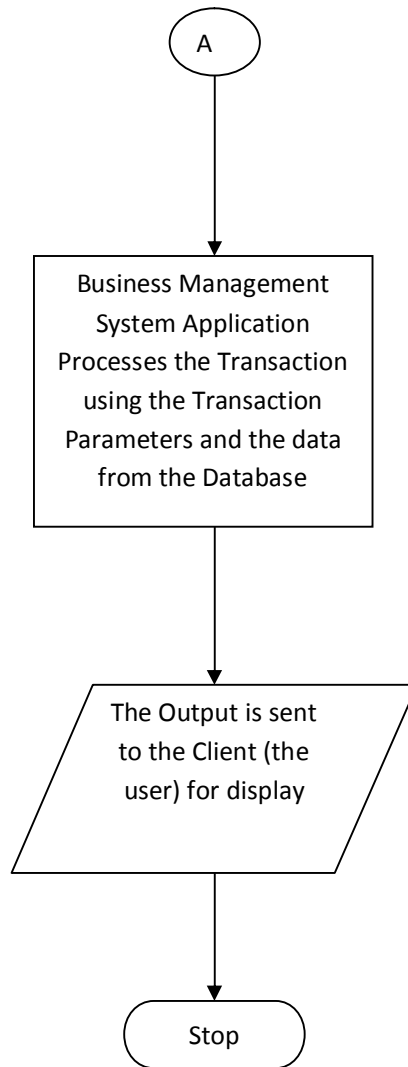 A
Business Management
System Application
Processes the Transaction
using the Transaction
Parameters and the data
from the Database
The Output is sent
to the Client (the
user) for display
Stop